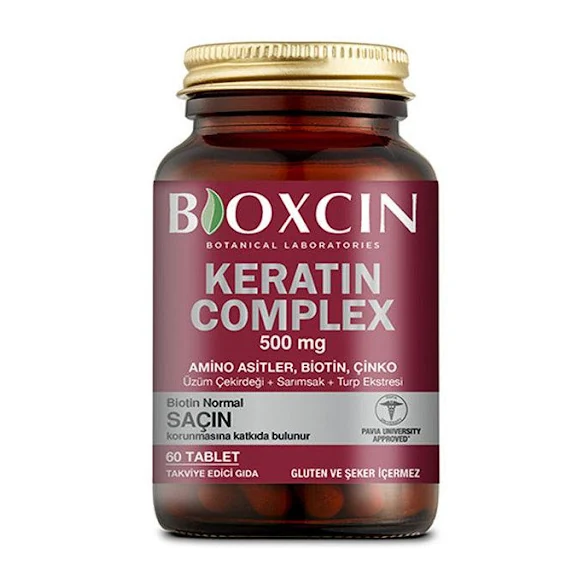 BIOXCIN
BOTANICAL LABORATORIES
KERATIN
COMPLEX
500 mg
AMİNO ASİTLER, BİOTİN, ÇİNKO
Üzüm Çekirdeği + Sarımsak + Turp Ekstresi
Biotin Normal
SAÇIN
korunmasına katkıda bulunur
PAVIA UNIVERSITY
APPROVED*
60 TABLET
TAKVİYE EDİCİ GIDA
GLUTEN VE ŞEKER İÇERMEZ